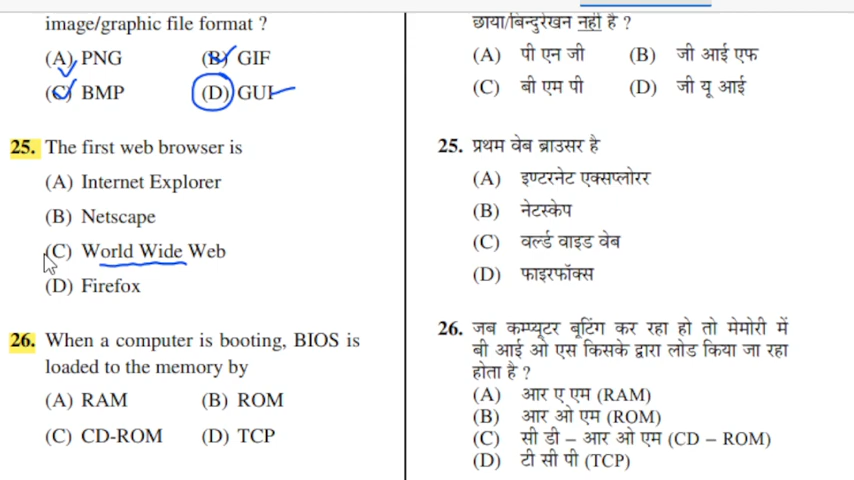 image/graphic file format ?
(A) PNG (B) GIF
(C) BMP (D) GUI
25. The first web browser is
(A) Internet Explorer
(B) Netscape
(C) World Wide Web
(D) Firefox
26. When a computer is booting, BIOS is
loaded to the memory by
(A) RAM (B) ROM
(C) CD-ROM (D) TCP
छाया/बिन्दुरेखन नहीं है ?
(A) पी एन जी (B) जी आई एफ
(C) बी एम पी (D) जी यू आई
25. प्रथम वेब ब्राउसर है
(A) इण्टरनेट एक्सप्लोरर
(B) नेटस्केप
(C) वर्ल्ड वाइड वेब
(D) फाइरफॉक्स
26. जब कम्प्यूटर बूटिंग कर रहा हो तो मेमोरी में
बी आई ओ एस किसके द्वारा लोड किया जा रहा
होता है ?
(A) आर ए एम (RAM)
(B) आर ओ एम (ROM)
(C) सी डी – आर ओ एम (CD – ROM)
(D) टी सी पी (TCP)